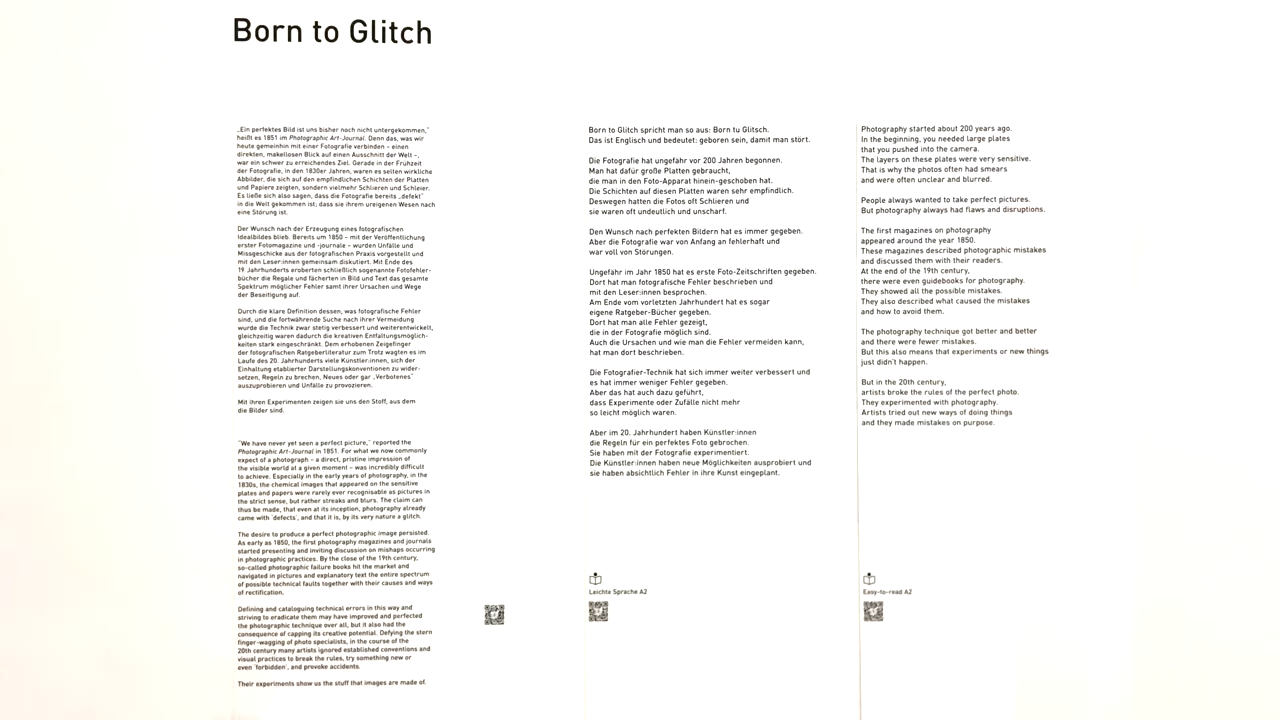 Born to Glitch
„Ein perfektes Bild ist uns bisher noch nicht untergekommen,“
heißt es 1851 im Photographic Art-Journal. Denn das, was wir
heute gemeinhin mit einer Fotografie verbinden – einen
direkten, makellosen Blick auf einen Ausschnitt der Welt –,
war ein schwer zu erreichendes Ziel. Gerade in der Frühzeit
der Fotografie, in den 1830er Jahren, waren es selten wirkliche
Abbilder, die sich auf den empfindlichen Schichten der Platten
und Papiere zeigten, sondern vielmehr Schlieren und Schleier.
Es ließe sich also sagen, dass die Fotografie bereits „defekt“
in die Welt gekommen ist; dass sie ihrem ureigenen Wesen nach
eine Störung ist.
Der Wunsch nach der Erzeugung eines fotografischen
Idealbildes blieb. Bereits um 1850 – mit der Veröffentlichung
erster Fotomagazine und -journale – wurden Unfälle und
Missgeschicke aus der fotografischen Praxis vorgestellt und
mit den Leser:innen gemeinsam diskutiert. Mit Ende des
19 Jahrhunderts eroberten schließlich sogenannte Fotofehler-
bücher die Regale und fächerten in Bild und Text das gesamte
Spektrum möglicher Fehler samt ihrer Ursachen und Wege
der Beseitigung auf.
Durch die klare Definition dessen, was fotografische Fehler
sind, und die fortwährende Suche nach ihrer Vermeidung
wurde die Technik zwar stetig verbessert und weiterentwickelt,
gleichzeitig waren dadurch die kreativen Entfaltungsmöglich-
keiten stark eingeschränkt. Dem erhobenen Zeigefinger
der fotografischen Ratgeberliteratur zum Trotz wagten es im
Laufe des 20. Jahrhunderts viele Künstler:innen, sich der
Einhaltung etablierter Darstellungskonventionen zu wider-
setzen, Regeln zu brechen, Neues oder gar „Verbotenes“
auszuprobieren und Unfälle zu provozieren.
Mit ihren Experimenten zeigen sie uns den Stoff, aus dem
die Bilder sind.
“We have never yet seen a perfect picture,” reported the
Photographic Art-Journal in 1851. For what we now commonly
expect of a photograph – a direct, pristine impression of
the visible world at a given moment – was incredibly difficult
to achieve. Especially in the early years of photography, in the
1830s, the chemical images that appeared on the sensitive
plates and papers were rarely ever recognisable as pictures in
the strict sense, but rather streaks and blurs. The claim can
thus be made, that even at its inception, photography already
came with ‘defects’, and that it is, by its very nature a glitch.
The desire to produce a perfect photographic image persisted.
As early as 1850, the first photography magazines and journals
started presenting and inviting discussion on mishaps occurring
in photographic practices. By the close of the 19th century,
so-called photographic failure books hit the market and
navigated in pictures and explanatory text the entire spectrum
of possible technical faults together with their causes and ways
of rectification.
Defining and cataloguing technical errors in this way and
striving to eradicate them may have improved and perfected
the photographic technique over all, but it also had the
consequence of capping its creative potential. Defying the stern
finger-wagging of photo specialists, in the course of the
20th century many artists ignored established conventions and
visual practices to break the rules, try something new or
even ‘forbidden’, and provoke accidents.
Their experiments show us the stuff that images are made of.
Born to Glitch spricht man so aus: Born tu Glitsch.
Das ist Englisch und bedeutet: geboren sein, damit man stört.
Die Fotografie hat ungefähr vor 200 Jahren begonnen.
Man hat dafür große Platten gebraucht,
die man in den Foto-Apparat hinein-geschoben hat.
Die Schichten auf diesen Platten waren sehr empfindlich.
Deswegen hatten die Fotos oft Schlieren und
sie waren oft undeutlich und unscharf.
Den Wunsch nach perfekten Bildern hat es immer gegeben.
Aber die Fotografie war von Anfang an fehlerhaft und
war voll von Störungen.
Ungefähr im Jahr 1850 hat es erste Foto-Zeitschriften gegeben.
Dort hat man fotografische Fehler beschrieben und
mit den Leser:innen besprochen.
Am Ende vom vorletzten Jahrhundert hat es sogar
eigene Ratgeber-Bücher gegeben.
Dort hat man alle Fehler gezeigt,
die in der Fotografie möglich sind.
Auch die Ursachen und wie man die Fehler vermeiden kann,
hat man dort beschrieben.
Die Fotografier-Technik hat sich immer weiter verbessert und
es hat immer weniger Fehler gegeben.
Aber das hat auch dazu geführt,
dass Experimente oder Zufälle nicht mehr
so leicht möglich waren.
Aber im 20. Jahrhundert haben Künstler:innen
die Regeln für ein perfektes Foto gebrochen.
Sie haben mit der Fotografie experimentiert.
Die Künstler:innen haben neue Möglichkeiten ausprobiert und
sie haben absichtlich Fehler in ihre Kunst eingeplant.
Leichte Sprache A2
Photography started about 200 years ago.
In the beginning, you needed large plates
that you pushed into the camera.
The layers on these plates were very sensitive.
That is why the photos often had smears
and were often unclear and blurred.
People always wanted to take perfect pictures.
But photography always had flaws and disruptions.
The first magazines on photography
appeared around the year 1850.
These magazines described photographic mistakes
and discussed them with their readers.
At the end of the 19th century,
there were even guidebooks for photography.
They showed all the possible mistakes.
They also described what caused the mistakes
and how to avoid them.
The photography technique got better and better
and there were fewer mistakes.
But this also means that experiments or new things
just didn't happen.
But in the 20th century,
artists broke the rules of the perfect photo.
They experimented with photography.
Artists tried out new ways of doing things
and they made mistakes on purpose.
Easy-to-read A2